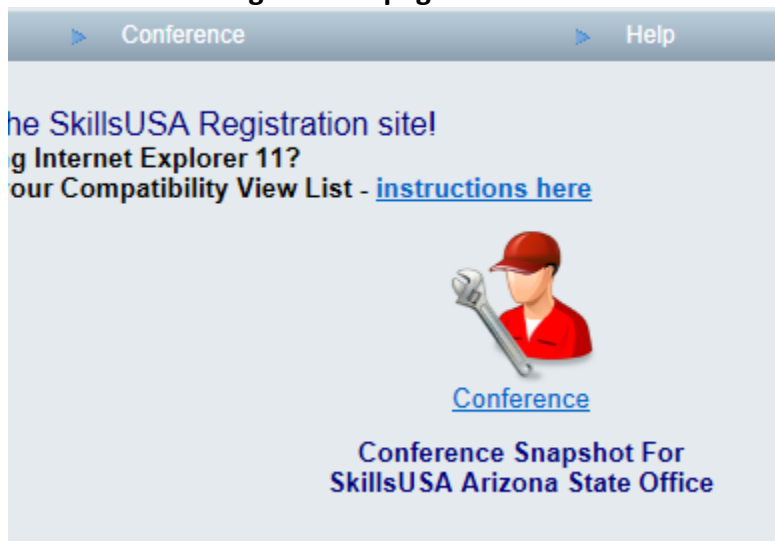 Conference Help
he SkillsUSA Registration site!
g Internet Explorer 11?
our Compatibility View List - instructions here
Conference
Conference Snapshot For
SkillsUSA Arizona State Office